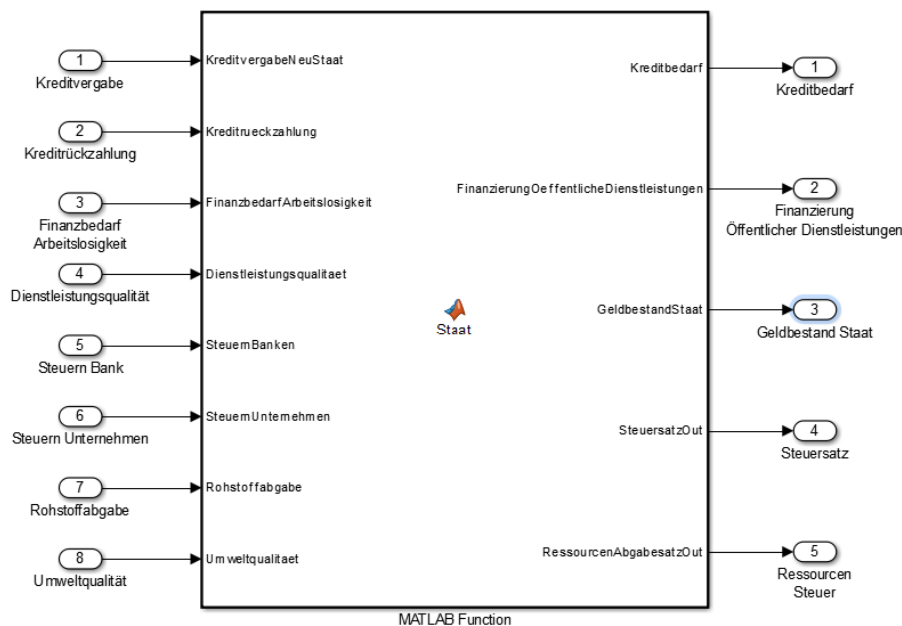 1
Kreditvergabe
KreditvergabeNeuStaat
2
Kreditrückzahlung
Kreditrueckzahlung
3
Finanzbedarf
Arbeitslosigkeit
FinanzbedarfArbeitslosigkeit
4
Dienstleistungsqualität
Dienstleistungsqualitaet
5
Steuern Bank
SteuernBanken
6
Steuern Unternehmen
SteuernUnternehmen
7
Rohstoffabgabe
Rohstoffabgabe
8
Umweltqualität
Umweltqualitaet
Staat
Kreditbedarf
1
Kreditbedarf
FinanzierungOeffentlicheDienstleistungen
2
Finanzierung
Öffentlicher Dienstleistungen
GeldbestandStaat
3
Geldbestand Staat
SteuersatzOut
4
Steuersatz
RessourcenAbgabesatzOut
5
Ressourcen
Steuer
MATLAB Function